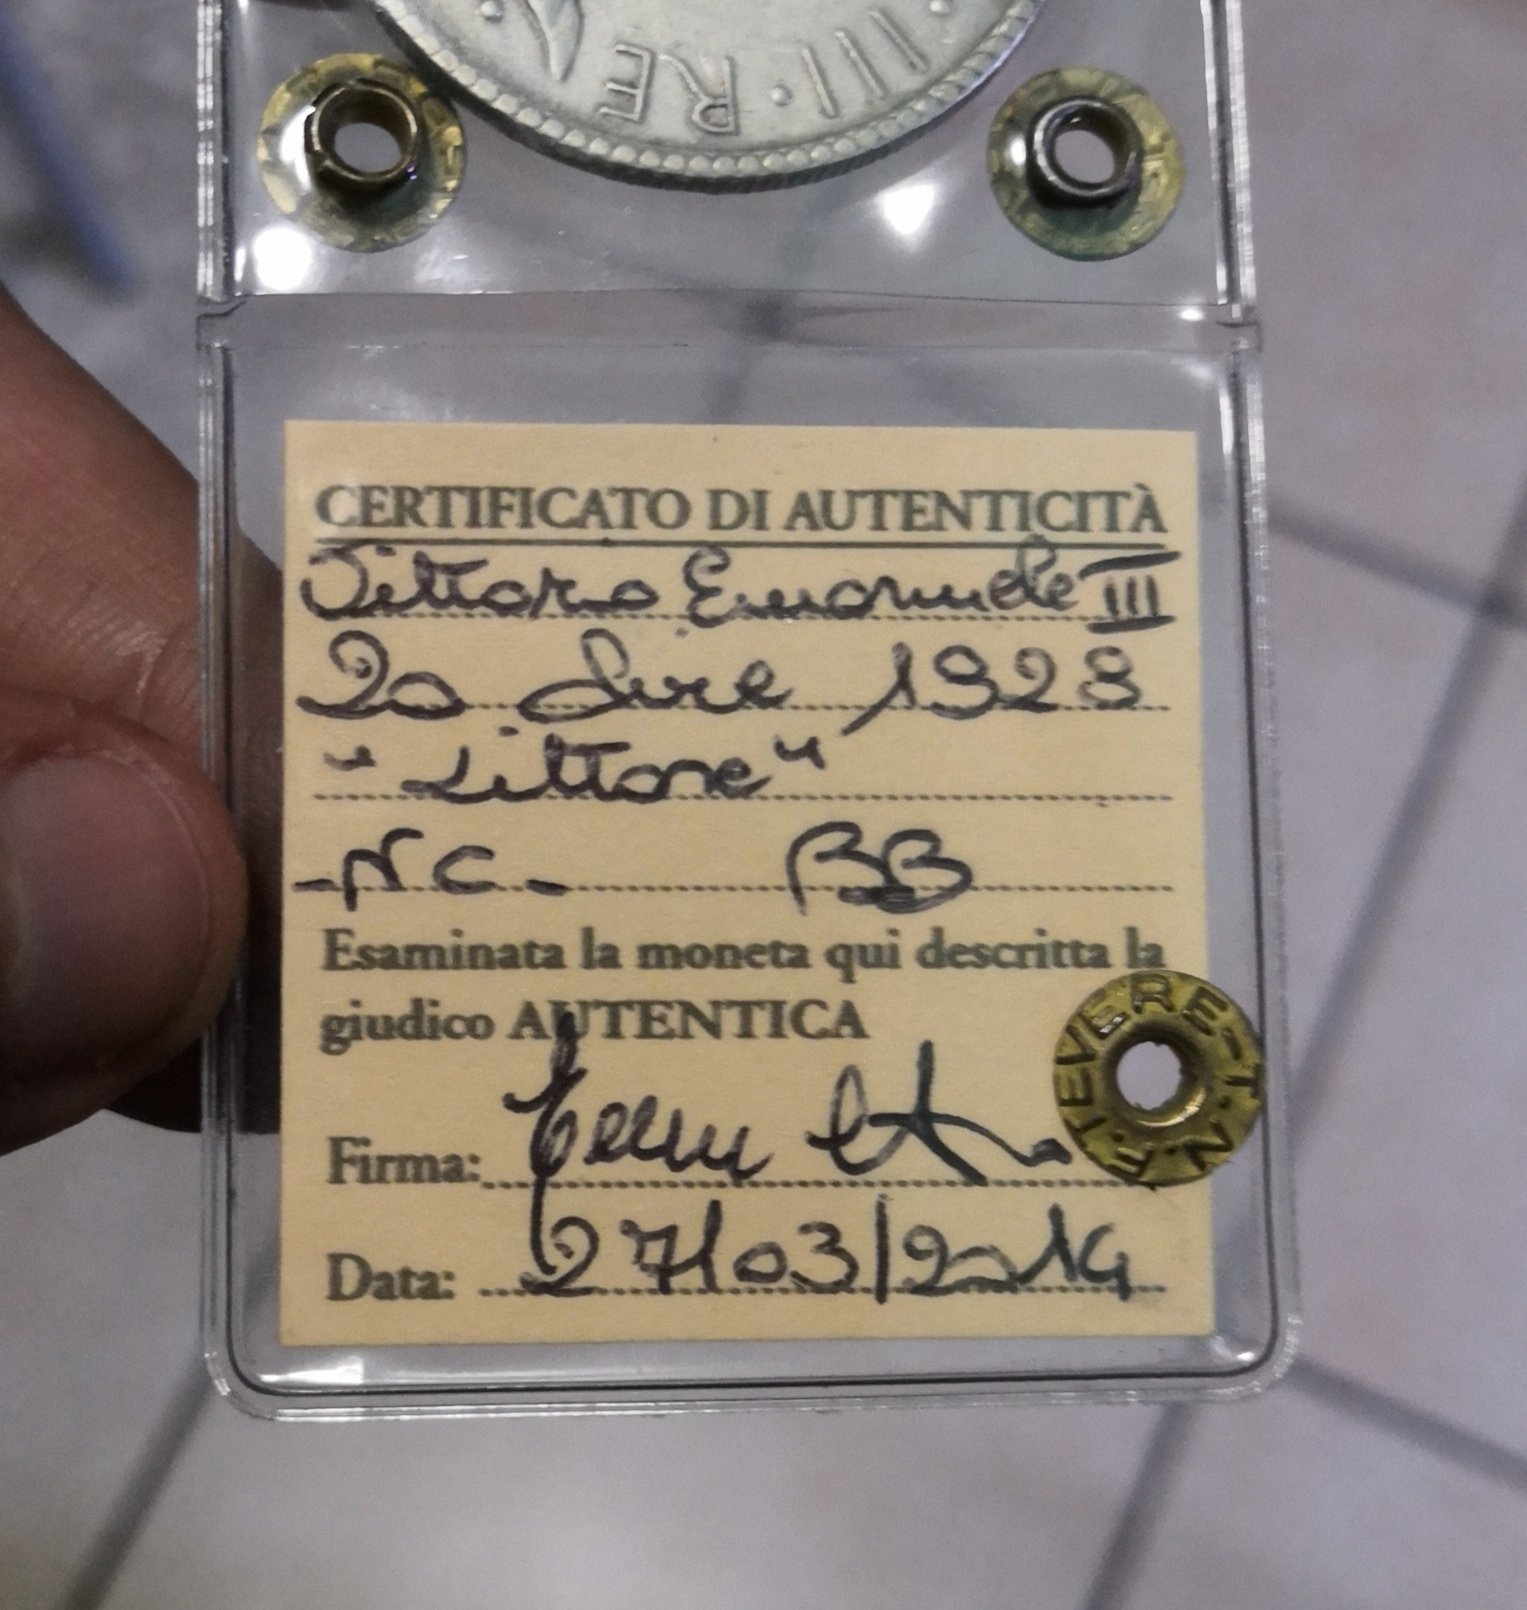 III · RE
CERTIFICATO DI AUTENTICITÀ
Vittorio Emanuele III
20 Lire 1928
"Littore"
- NC - BB
Esaminata la moneta qui descritta la
giudico AUTENTICA
Firma:
Data: 27/03/2014
F. TEVERE - T. N.